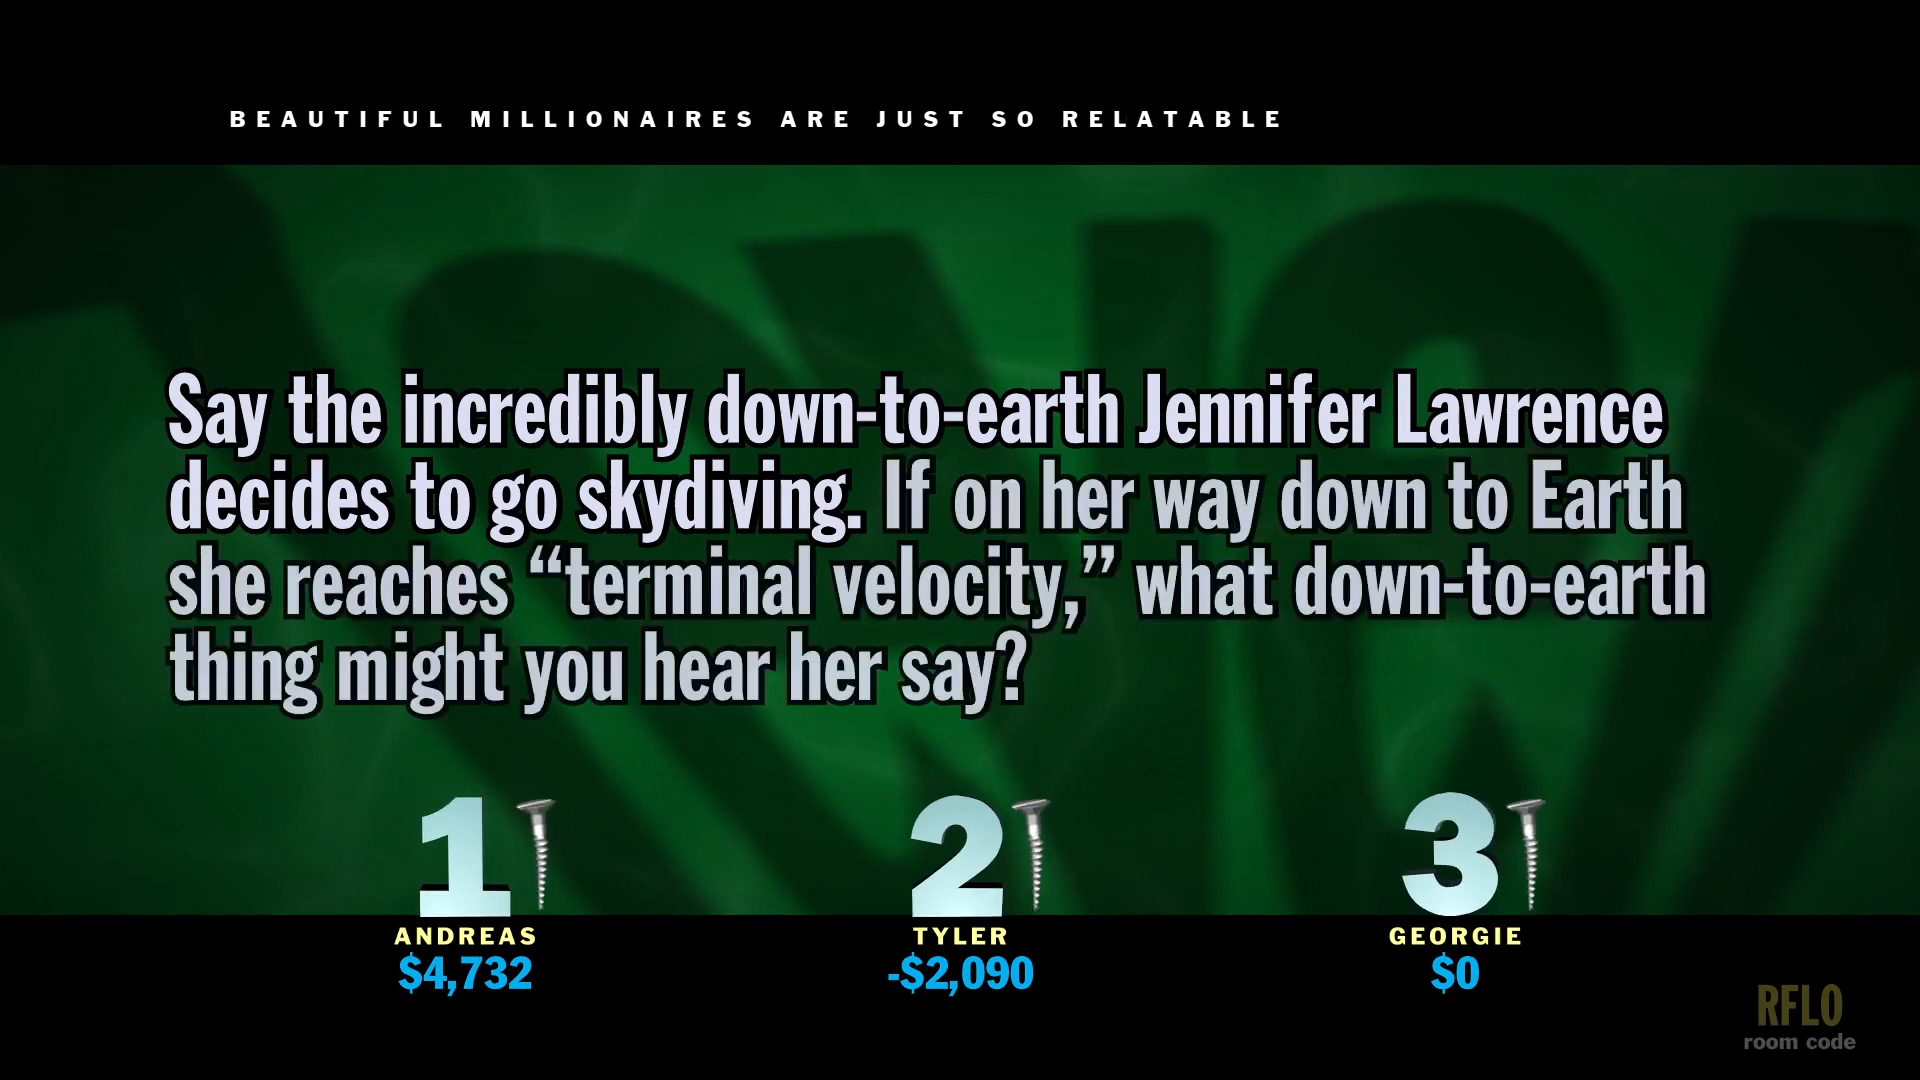 BEAUTIFUL MILLIONAIRES ARE JUST SO RELATABLE
Say the incredibly down-to-earth Jennifer Lawrence
decides to go skydiving. If on her way down to Earth
she reaches “terminal velocity,” what down-to-earth
thing might you hear her say?
1 2 3
ANDREAS TYLER GEORGIE
$4,732 -$2,090 $0
RFLO
room code